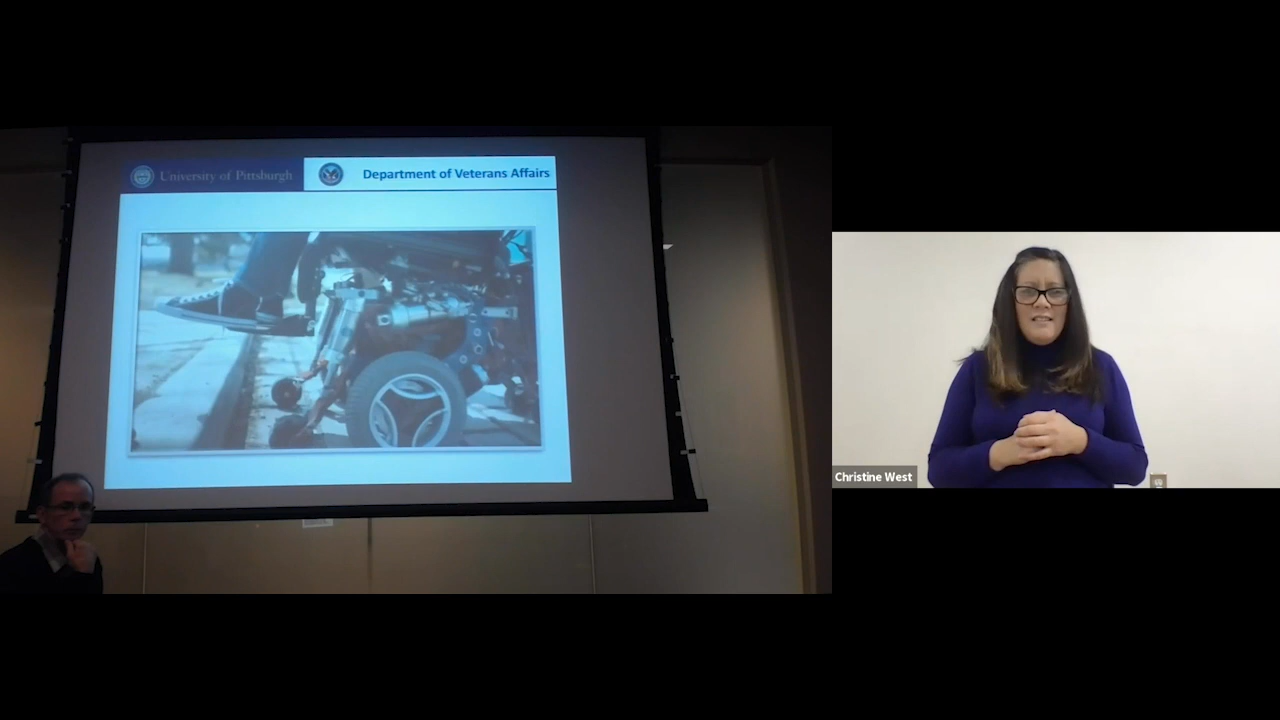 University of Pittsburgh
Department of Veterans Affairs
Christine West